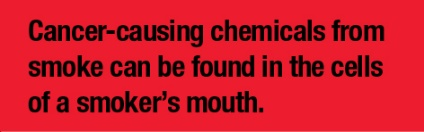 Cancer-causing chemicals from
smoke can be found in the cells
of a smoker's mouth.